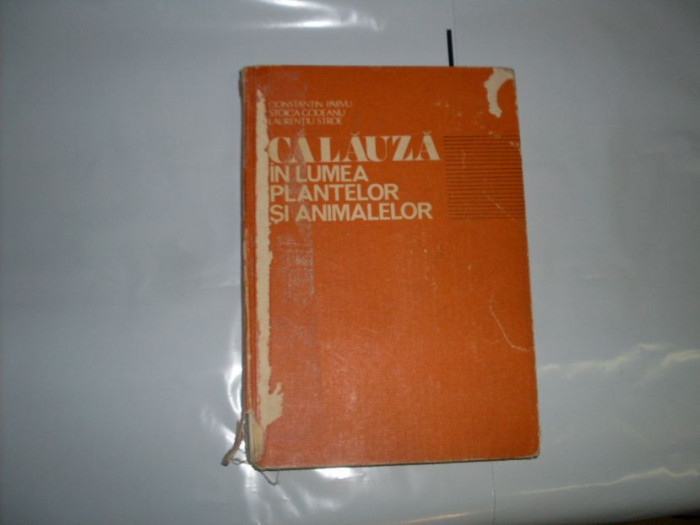 CONSTANTIN PÂRVU
STOICA GODEANU
LAURENȚIU STROE
CĂLĂUZĂ
ÎN LUMEA
PLANTELOR
ȘI ANIMALELOR